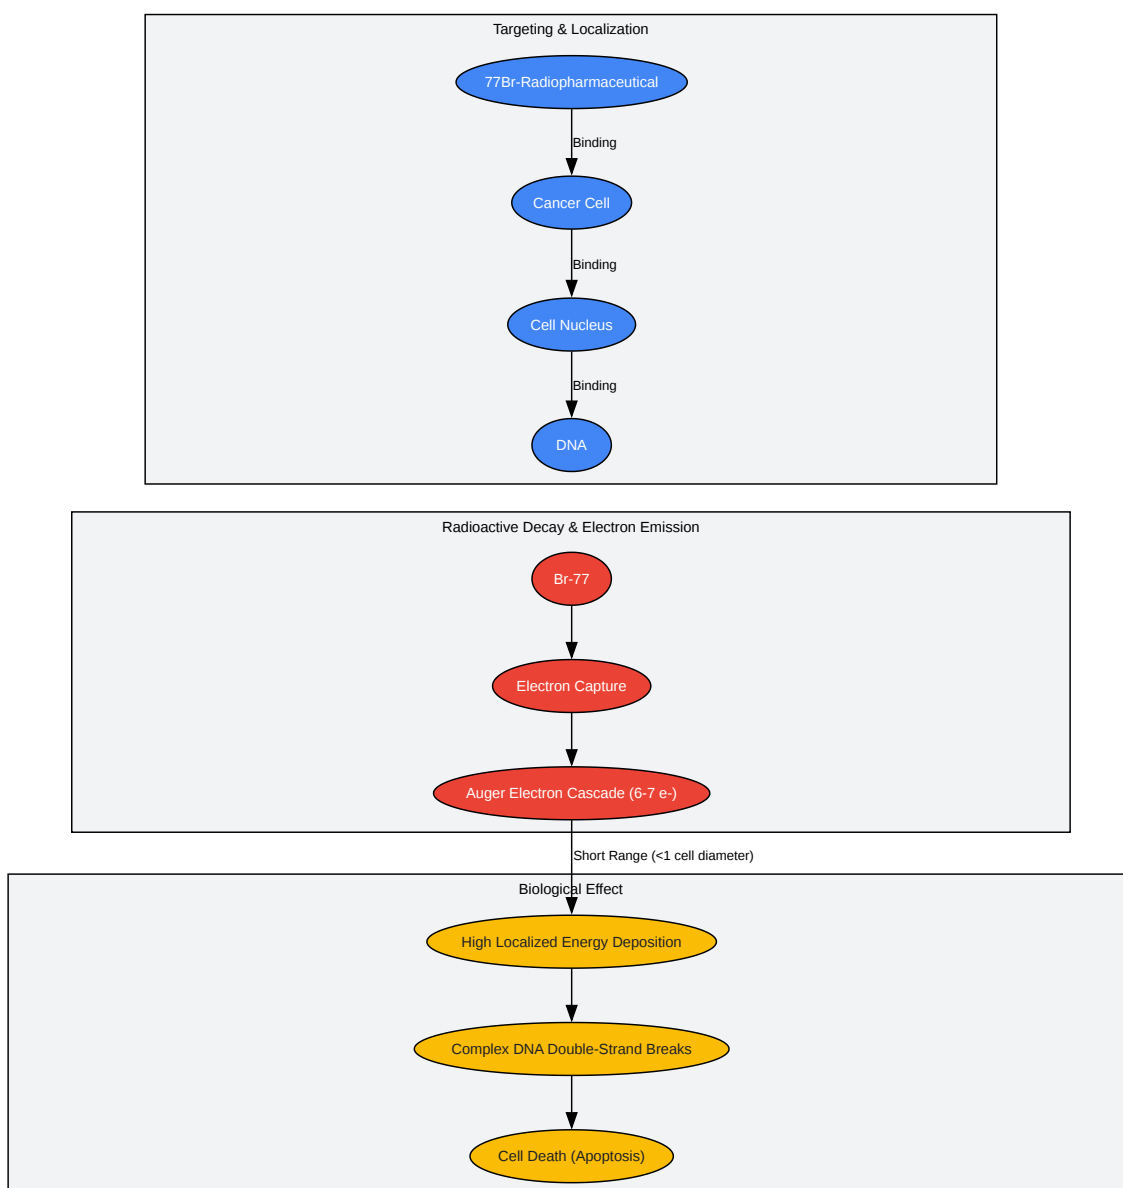 Targeting & Localization
77Br-Radiopharmaceutical
Binding
Cancer Cell
Binding
Cell Nucleus
Binding
DNA
Radioactive Decay & Electron Emission
Br-77
Electron Capture
Auger Electron Cascade (6-7 e-)
Short Range (<1 cell diameter)
Biological Effect
High Localized Energy Deposition
Complex DNA Double-Strand Breaks
Cell Death (Apoptosis)